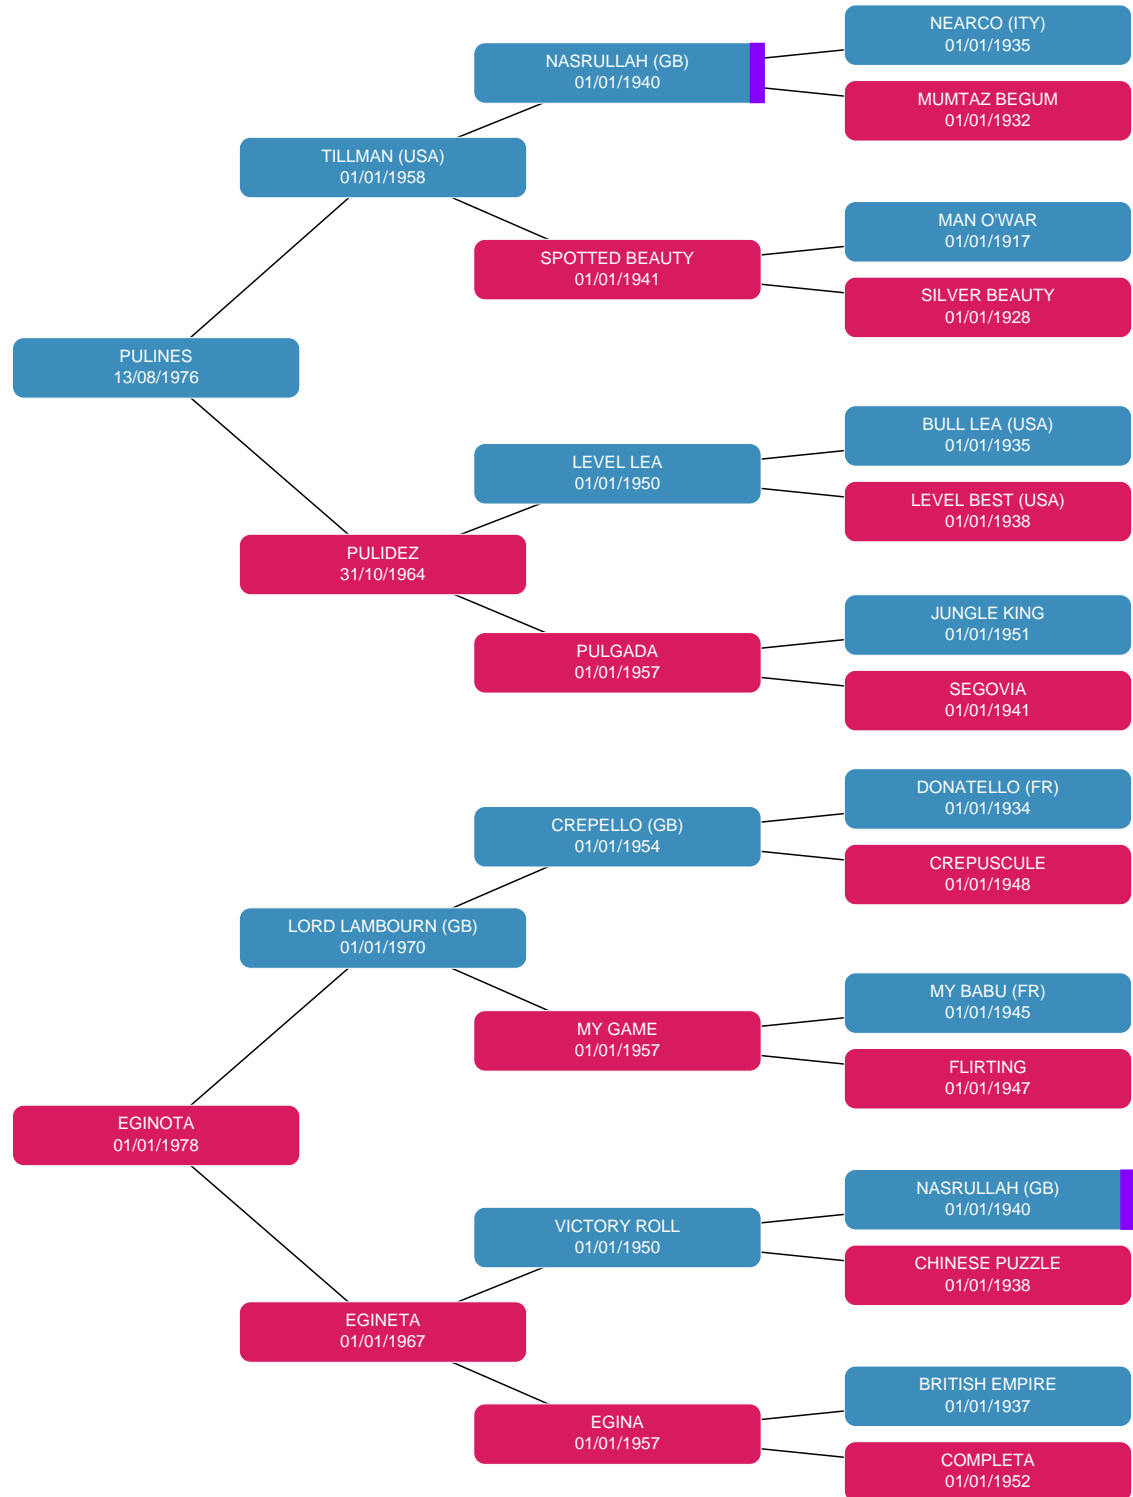 NEARCO (ITY)
01/01/1935
NASRULLAH (GB)
01/01/1940
MUMTAZ BEGUM
01/01/1932
TILLMAN (USA)
01/01/1958
MAN O'WAR
01/01/1917
SPOTTED BEAUTY
01/01/1941
SILVER BEAUTY
01/01/1928
PULINES
13/08/1976
BULL LEA (USA)
01/01/1935
LEVEL LEA
01/01/1950
LEVEL BEST (USA)
01/01/1938
PULIDEZ
31/10/1964
JUNGLE KING
01/01/1951
PULGADA
01/01/1957
SEGOVIA
01/01/1941
DONATELLO (FR)
01/01/1934
CREPELLO (GB)
01/01/1954
CREPUSCULE
01/01/1948
LORD LAMBOURN (GB)
01/01/1970
MY BABU (FR)
01/01/1945
MY GAME
01/01/1957
FLIRTING
01/01/1947
EGINOTA
01/01/1978
NASRULLAH (GB)
01/01/1940
VICTORY ROLL
01/01/1950
CHINESE PUZZLE
01/01/1938
EGINETA
01/01/1967
BRITISH EMPIRE
01/01/1937
EGINA
01/01/1957
COMPLETA
01/01/1952